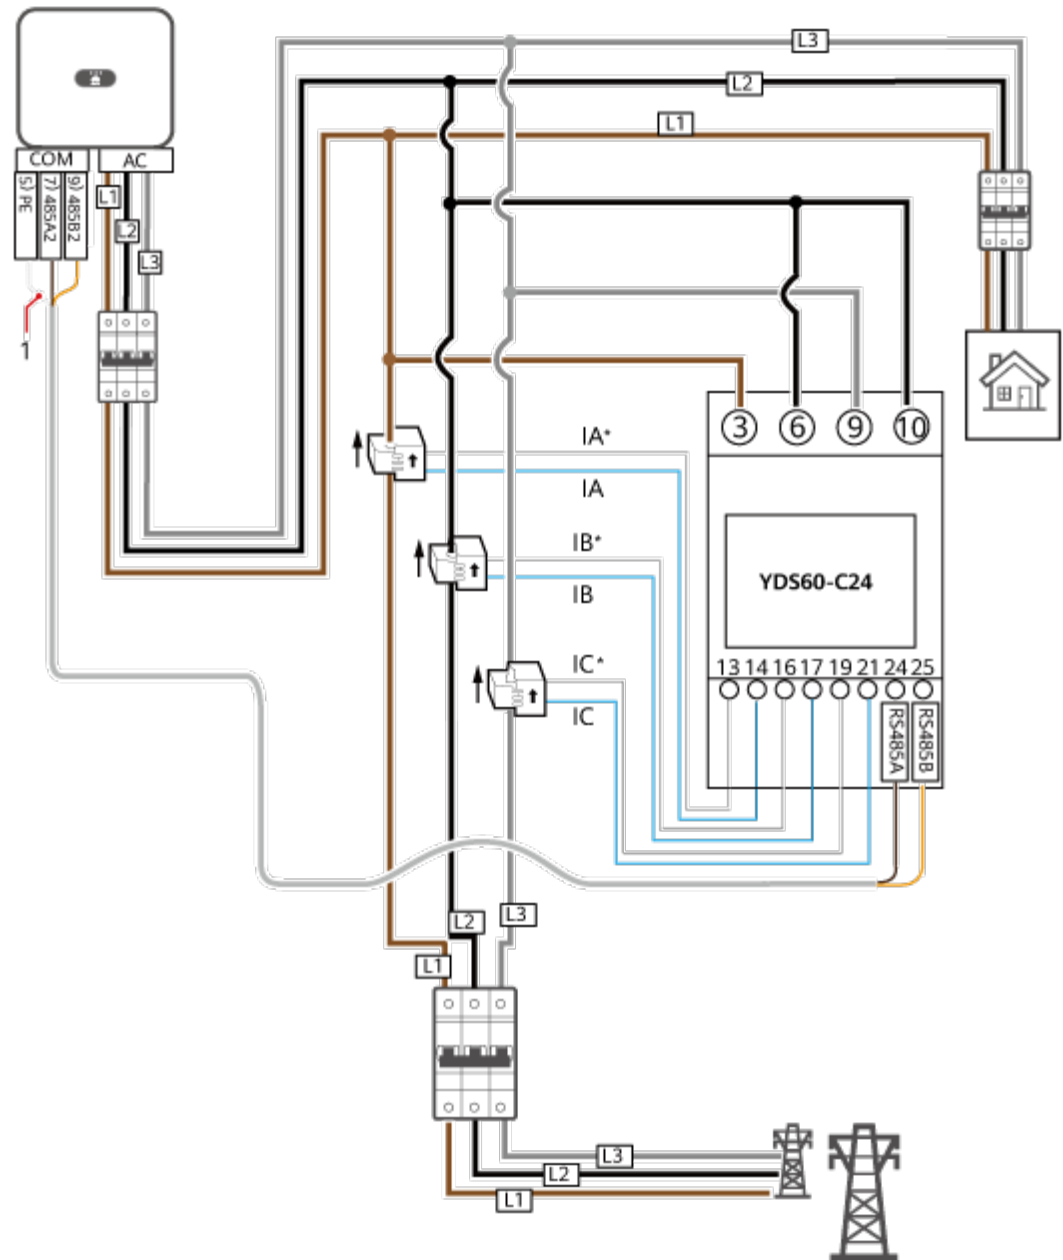 L3
L2
L1
COM
AC
5) PE
7) 485A2
9) 485B2
L1
L2
L3
1
3
6
9
10
IA*
IA
IB*
IB
IC*
IC
YDS60-C24
13 14 16 17 19 21 24 25
RS485A
RS485B
L2
L3
L1
L3
L2
L1